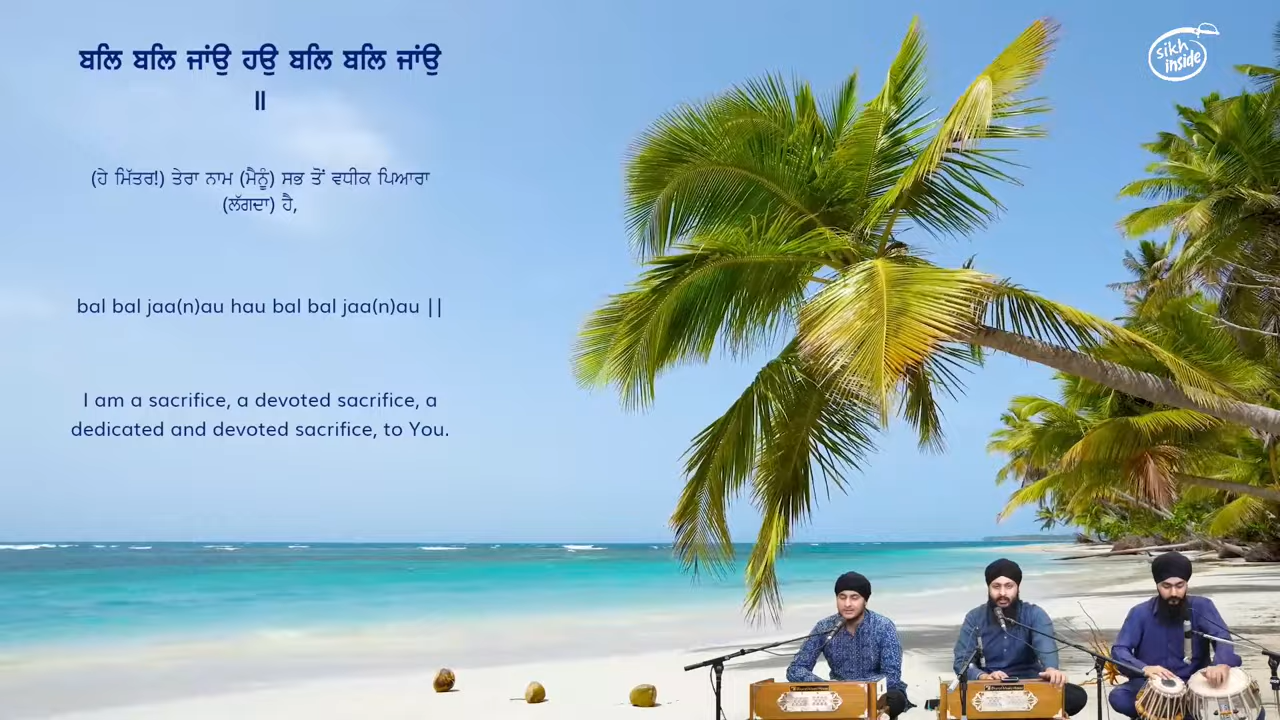 ਬਲਿ ਬਲਿ ਜਾਂਉ ਹਉ ਬਲਿ ਬਲਿ ਜਾਂਉ
॥
(ਹੇ ਮਿੱਤਰ!) ਤੇਰਾ ਨਾਮ (ਮੈਨੂੰ) ਸਭ ਤੋਂ ਵਧੀਕ ਪਿਆਰਾ
(ਲੱਗਦਾ) ਹੈ,
bal bal jaa(n)au hau bal bal jaa(n)au ||
I am a sacrifice, a devoted sacrifice, a
dedicated and devoted sacrifice, to You.
sikh
inside